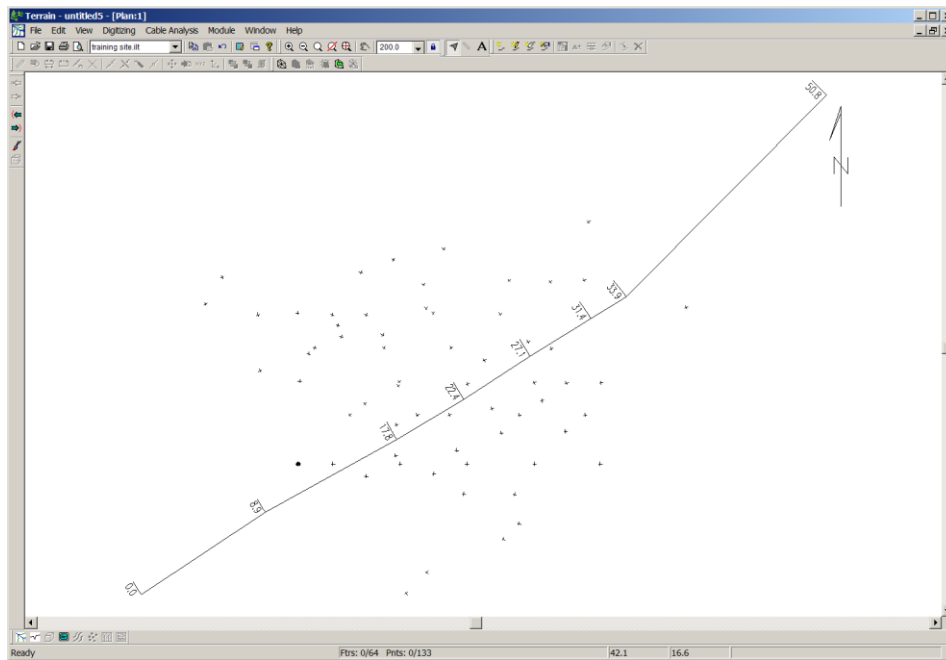 Terrain - untitled5 - [Plan:1]
File Edit View Digitizing Cable Analysis Module Window Help
training site.ilt 200.0 A
50.8
N
33.9
31.4
27.1
22.4
17.8
8.9
0.0
Ready Ftrs: 0/64 Pnts: 0/133 42.1 16.6